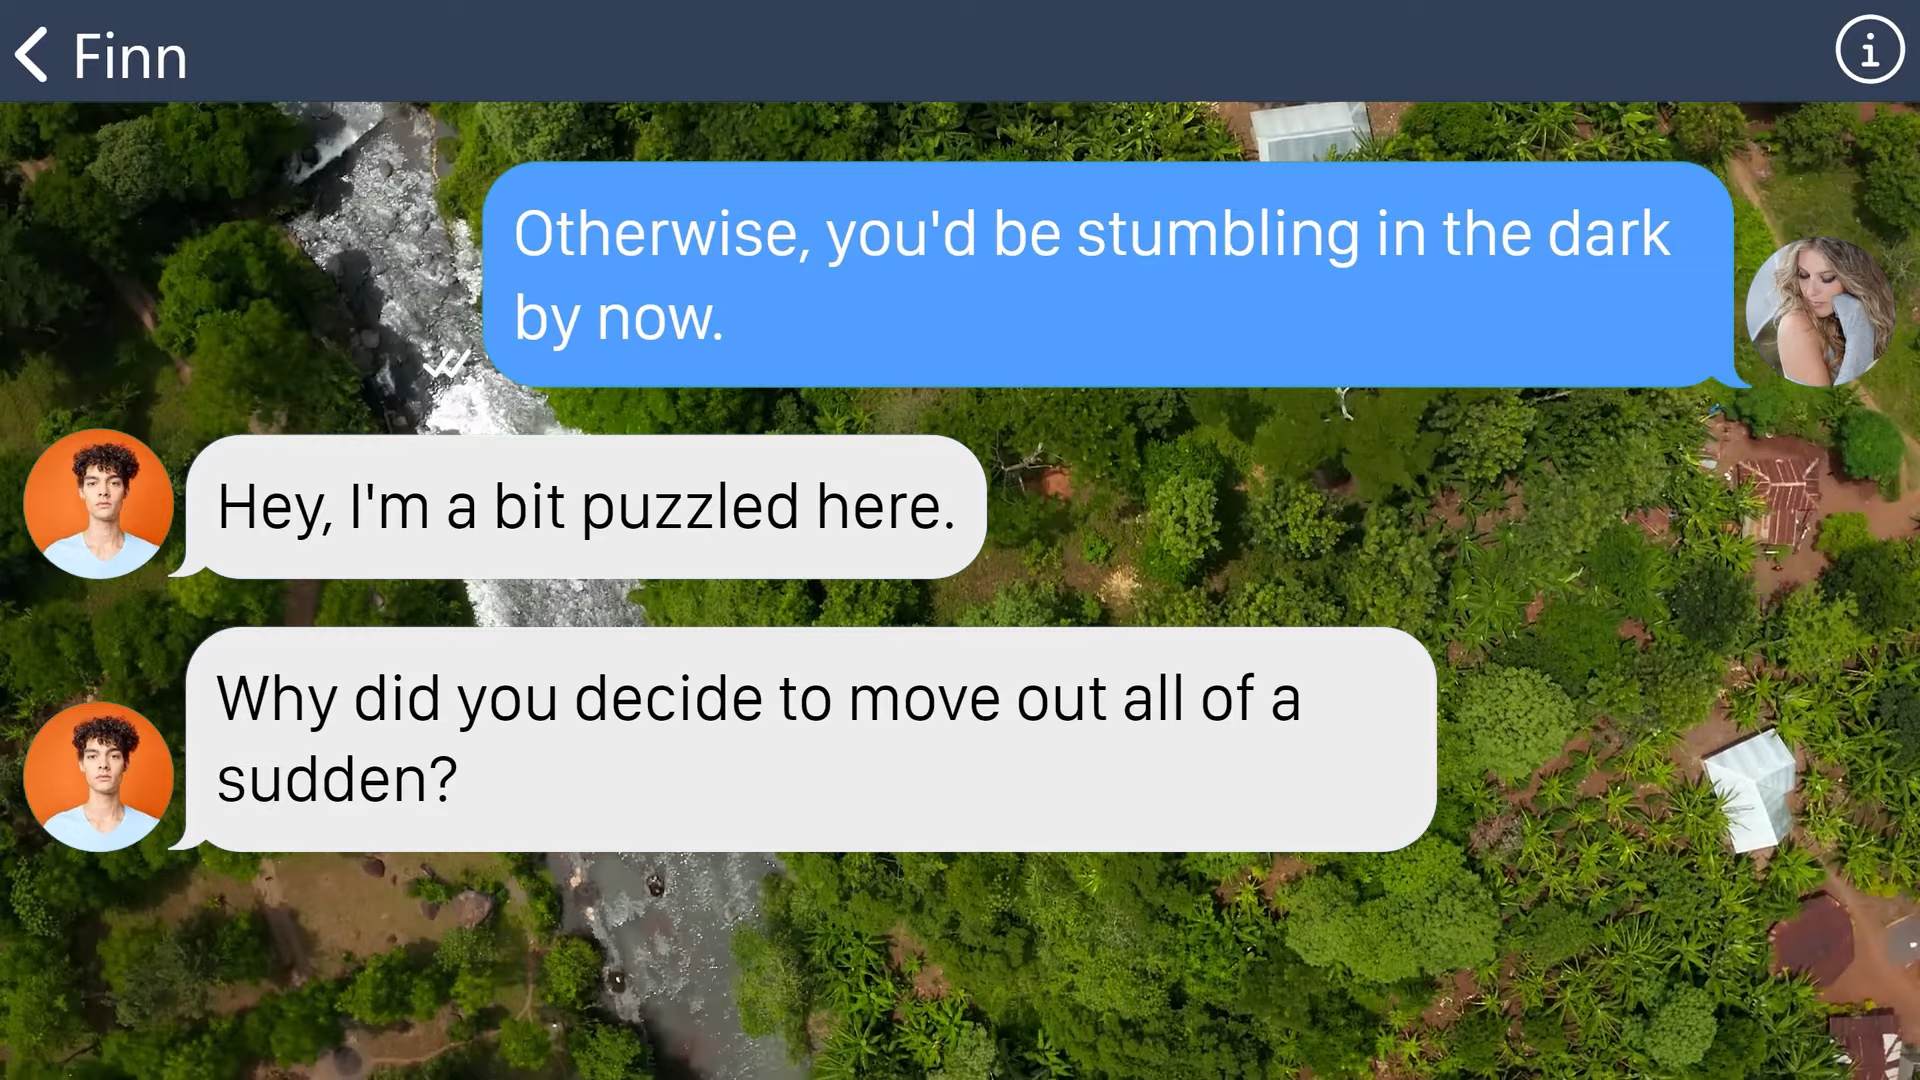 Finn
Otherwise, you'd be stumbling in the dark
by now.
Hey, I'm a bit puzzled here.
Why did you decide to move out all of a
sudden?